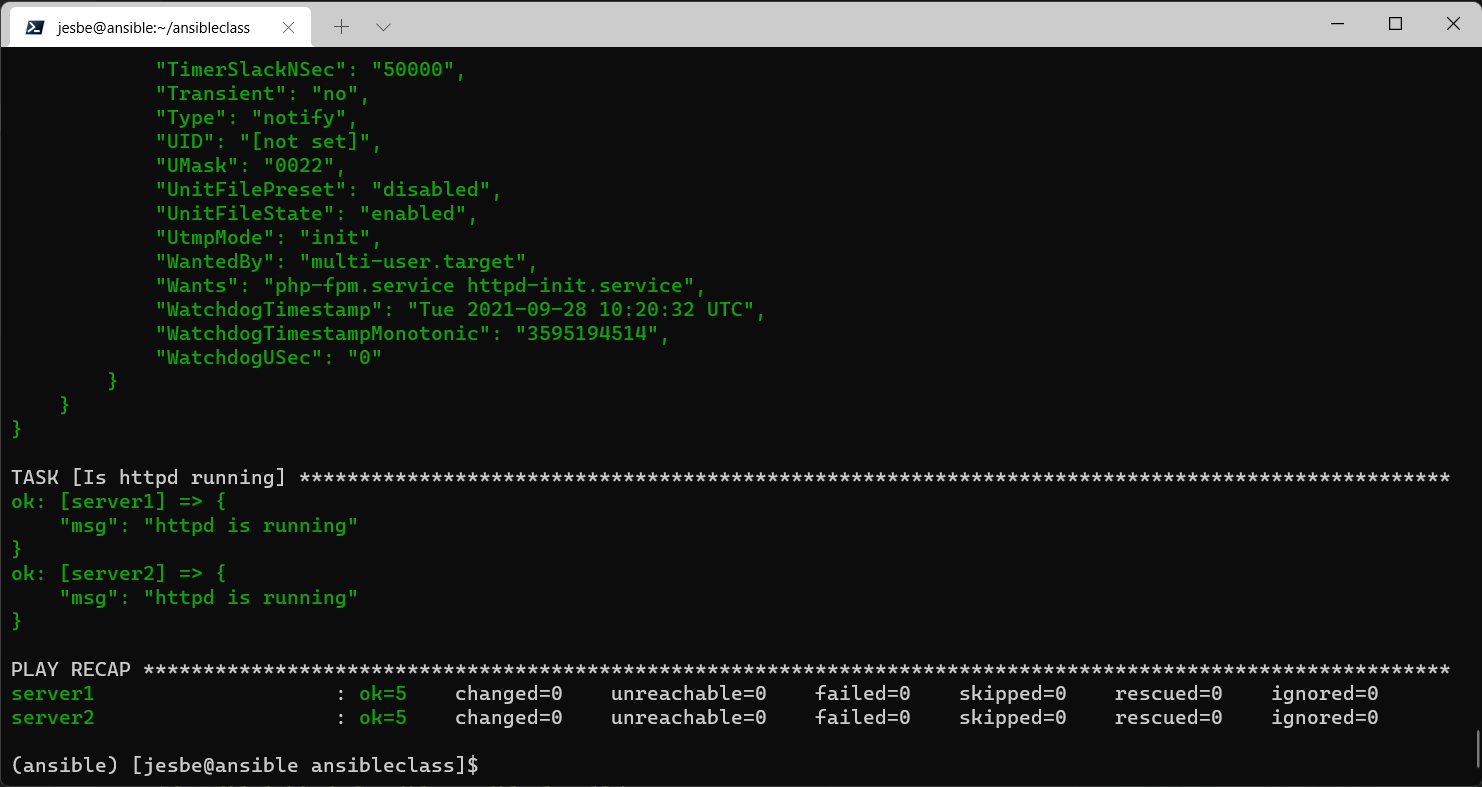 jesbe@ansible:~/ansibleclass
            "TimerSlackNSec": "50000",
            "Transient": "no",
            "Type": "notify",
            "UID": "[not set]",
            "UMask": "0022",
            "UnitFilePreset": "disabled",
            "UnitFileState": "enabled",
            "UtmpMode": "init",
            "WantedBy": "multi-user.target",
            "Wants": "php-fpm.service httpd-init.service",
            "WatchdogTimestamp": "Tue 2021-09-28 10:20:32 UTC",
            "WatchdogTimestampMonotonic": "3595194514",
            "WatchdogUSec": "0"
        }
    }
}
TASK [Is httpd running] ************************************************************************************************
ok: [server1] => {
    "msg": "httpd is running"
}
ok: [server2] => {
    "msg": "httpd is running"
}
PLAY RECAP *************************************************************************************************************
server1                    : ok=5    changed=0    unreachable=0    failed=0    skipped=0    rescued=0    ignored=0
server2                    : ok=5    changed=0    unreachable=0    failed=0    skipped=0    rescued=0    ignored=0
(ansible) [jesbe@ansible ansibleclass]$